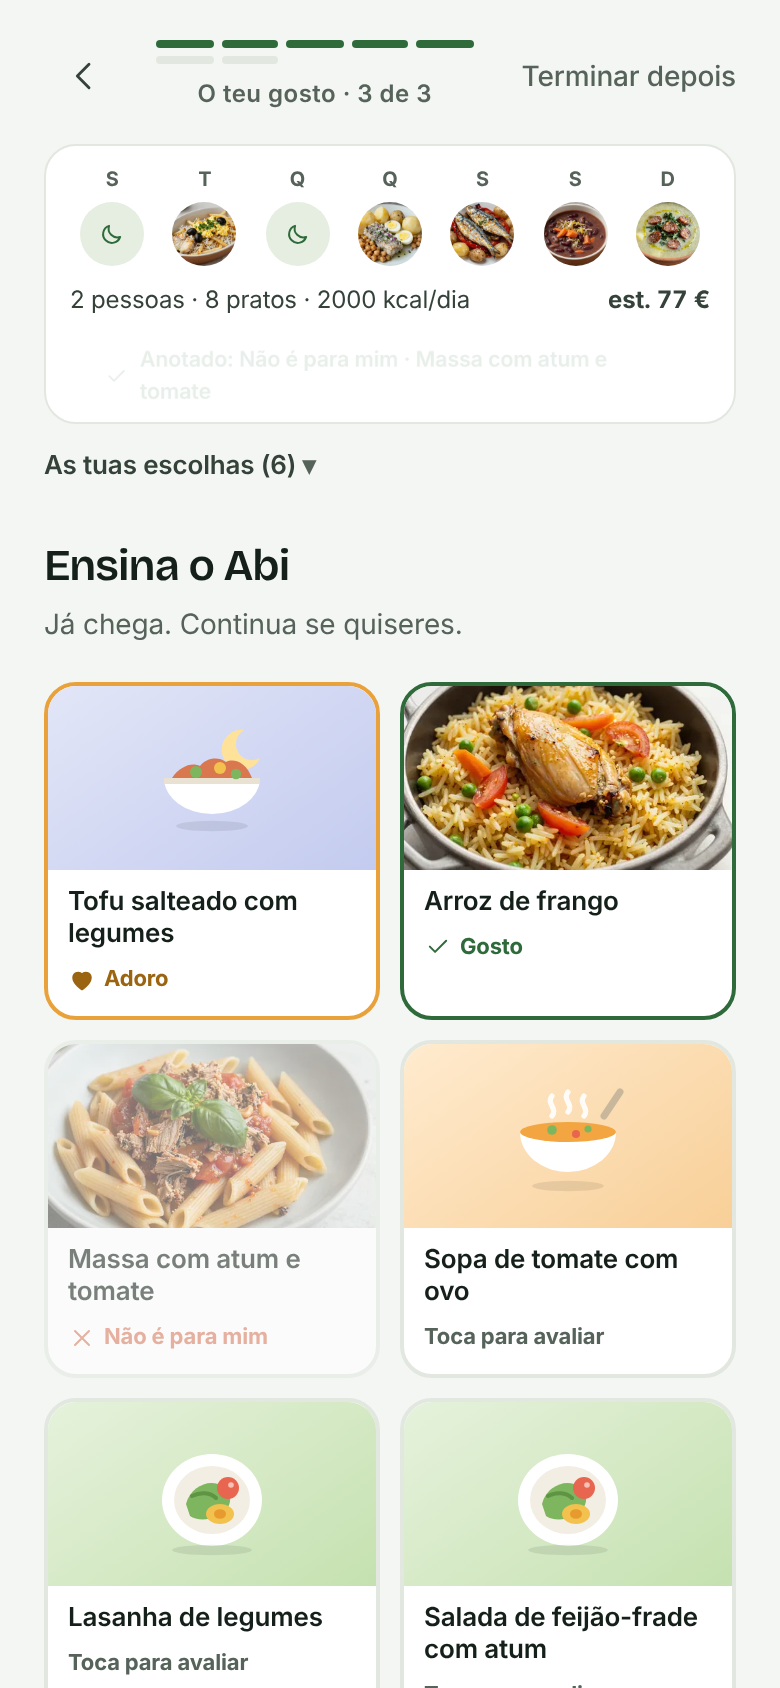 O teu gosto · 3 de 3
Terminar depois
S T Q Q S S D
2 pessoas · 8 pratos · 2000 kcal/dia
est. 77 €
Anotado: Não é para mim · Massa com atum e
tomate
As tuas escolhas (6) ▾
Ensina o Abi
Já chega. Continua se quiseres.
Tofu salteado com
legumes
Adoro
Arroz de frango
Gosto
Massa com atum e
tomate
Não é para mim
Sopa de tomate com
ovo
Toca para avaliar
Lasanha de legumes
Toca para avaliar
Salada de feijão-frade
com atum